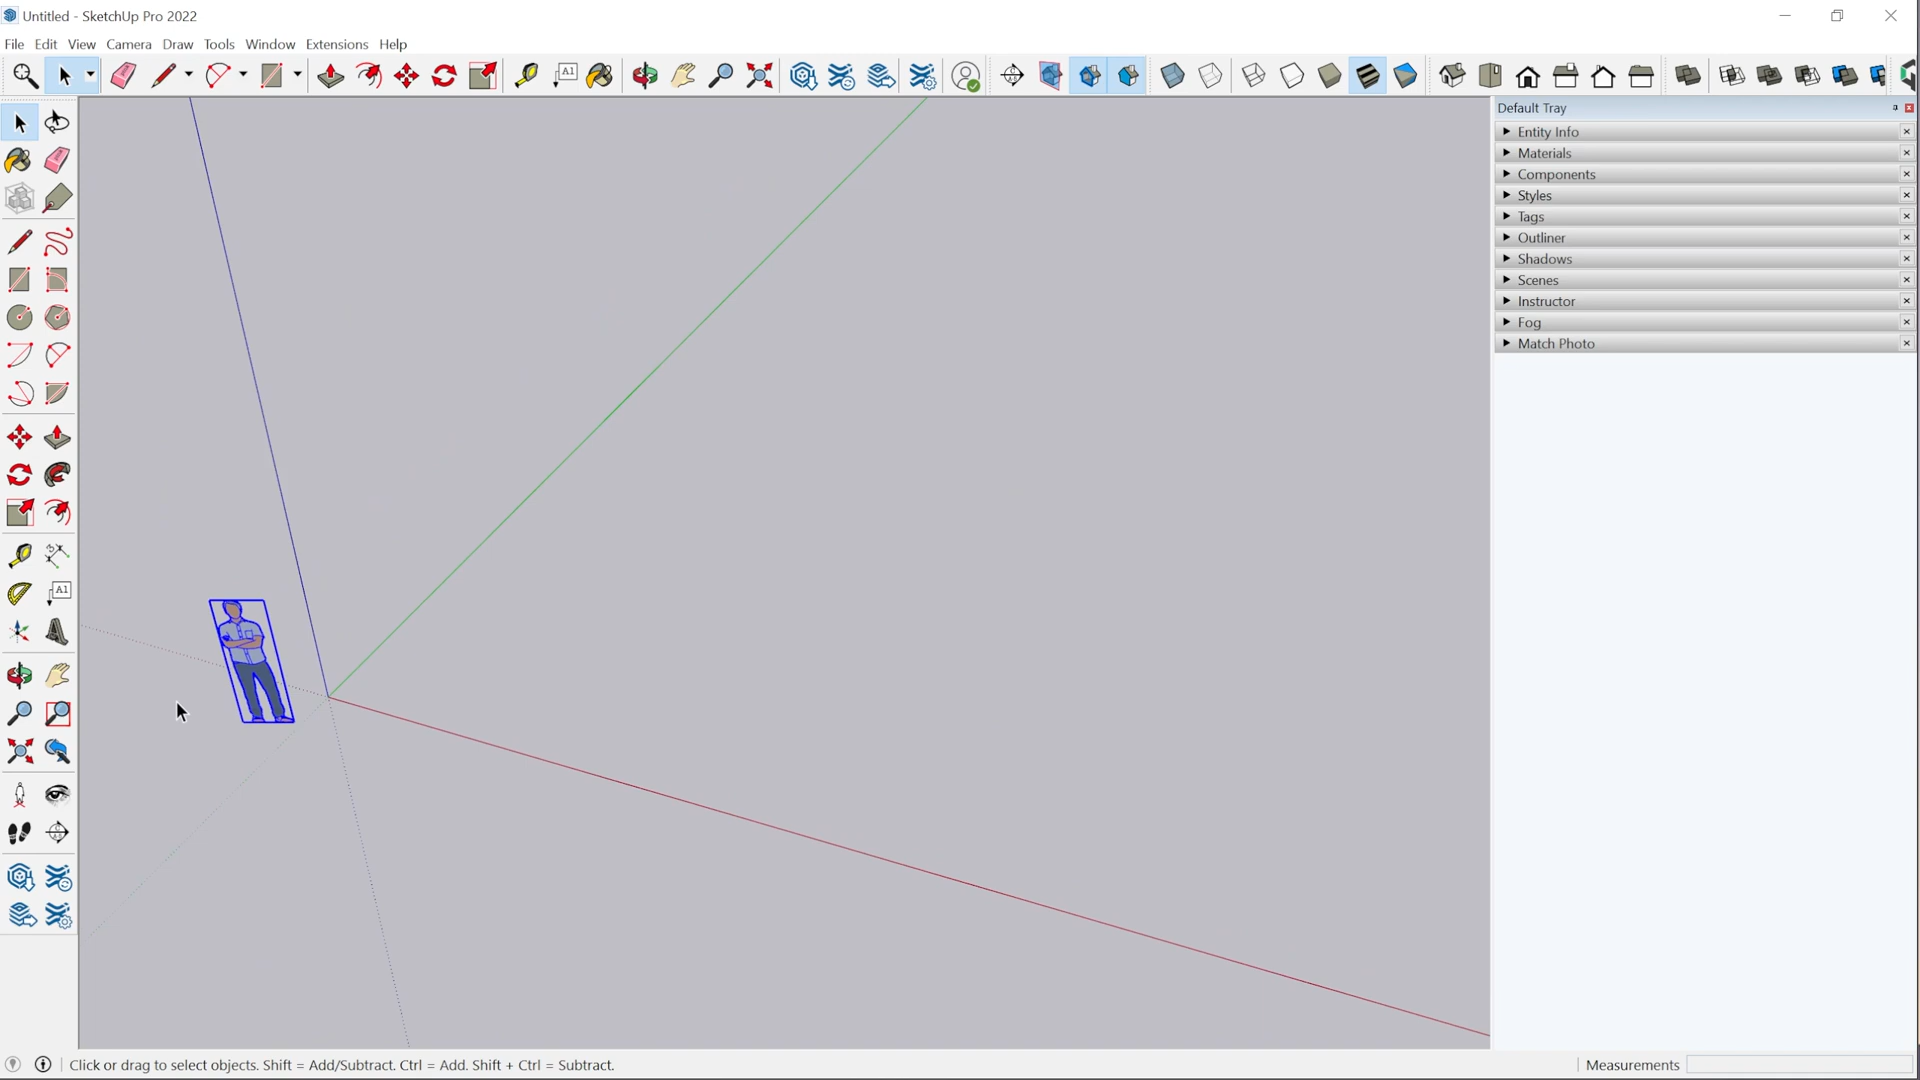 Untitled - SketchUp Pro 2022
File Edit View Camera Draw Tools Window Extensions Help
A1
Default Tray
Entity Info
Materials
Components
Styles
Tags
Outliner
Shadows
Scenes
Instructor
Fog
Match Photo
A1
Click or drag to select objects. Shift = Add/Subtract. Ctrl = Add. Shift + Ctrl = Subtract.
Measurements